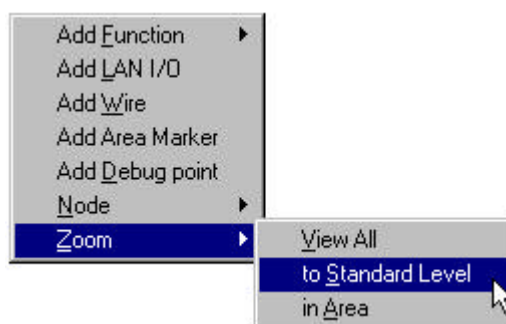 Add Function
Add LAN I/O
Add Wire
Add Area Marker
Add Debug point
Node
Zoom
View All
to Standard Level
in Area